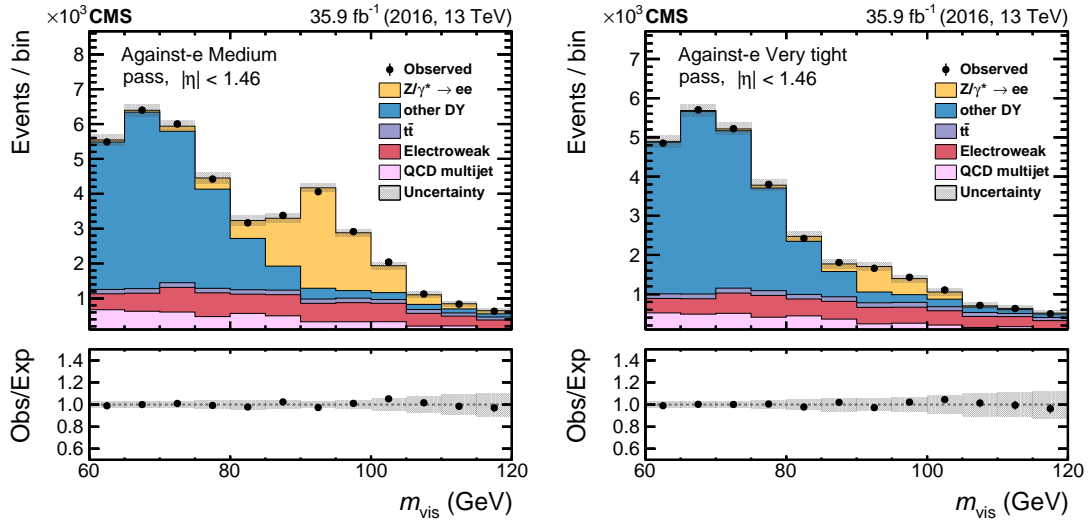 ×10³ CMS 35.9 fb⁻¹ (2016, 13 TeV)
Events / bin
8
7
6
5
4
3
2
1
Against-e Medium
pass, |η| < 1.46
Observed
Z/γ* → ee
other DY
tt̄
Electroweak
QCD multijet
Uncertainty
Obs/Exp
1.4
1.2
1.0
0.8
0.6
60 80 100 120
m_vis (GeV)
×10³ CMS 35.9 fb⁻¹ (2016, 13 TeV)
Events / bin
7
6
5
4
3
2
1
Against-e Very tight
pass, |η| < 1.46
Observed
Z/γ* → ee
other DY
tt̄
Electroweak
QCD multijet
Uncertainty
Obs/Exp
1.4
1.2
1.0
0.8
0.6
60 80 100 120
m_vis (GeV)